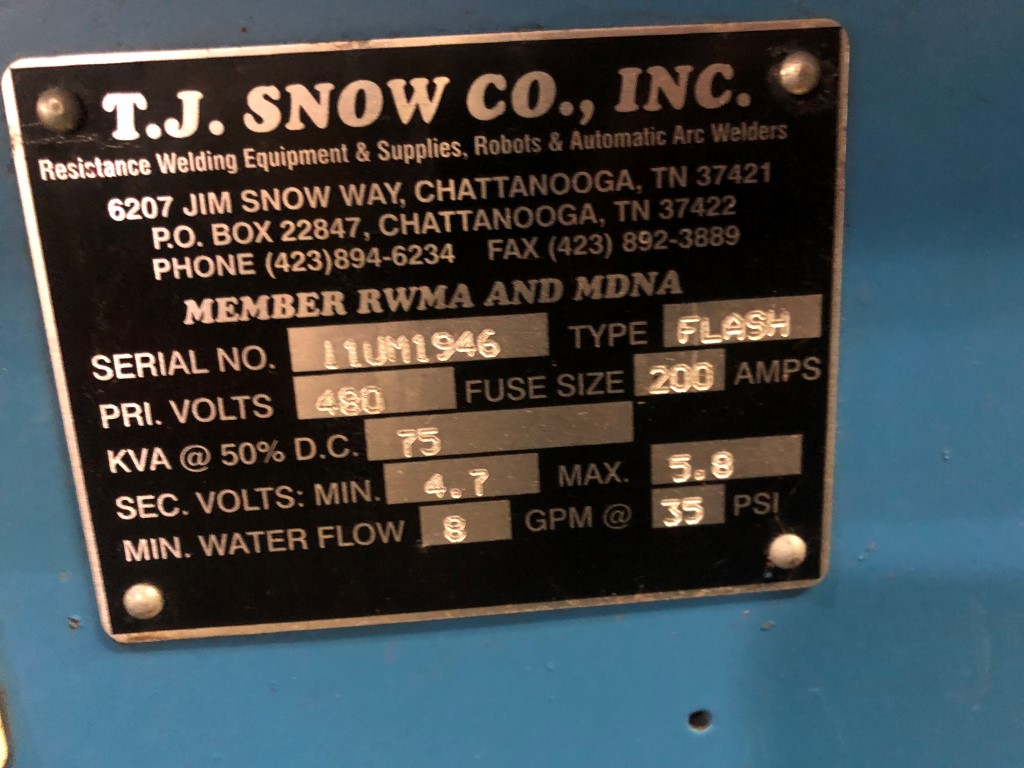 T.J. SNOW CO., INC.
Resistance Welding Equipment & Supplies, Robots & Automatic Arc Welders
6207 JIM SNOW WAY, CHATTANOOGA, TN 37421
P.O. BOX 22847, CHATTANOOGA, TN 37422
PHONE (423)894-6234 FAX (423) 892-3889
MEMBER RWMA AND MDNA
SERIAL NO. 11UM1946 TYPE FLASH
PRI. VOLTS 480 FUSE SIZE 200 AMPS
KVA @ 50% D.C. 75
SEC. VOLTS: MIN. 4.7 MAX. 5.8
MIN. WATER FLOW 8 GPM @ 35 PSI